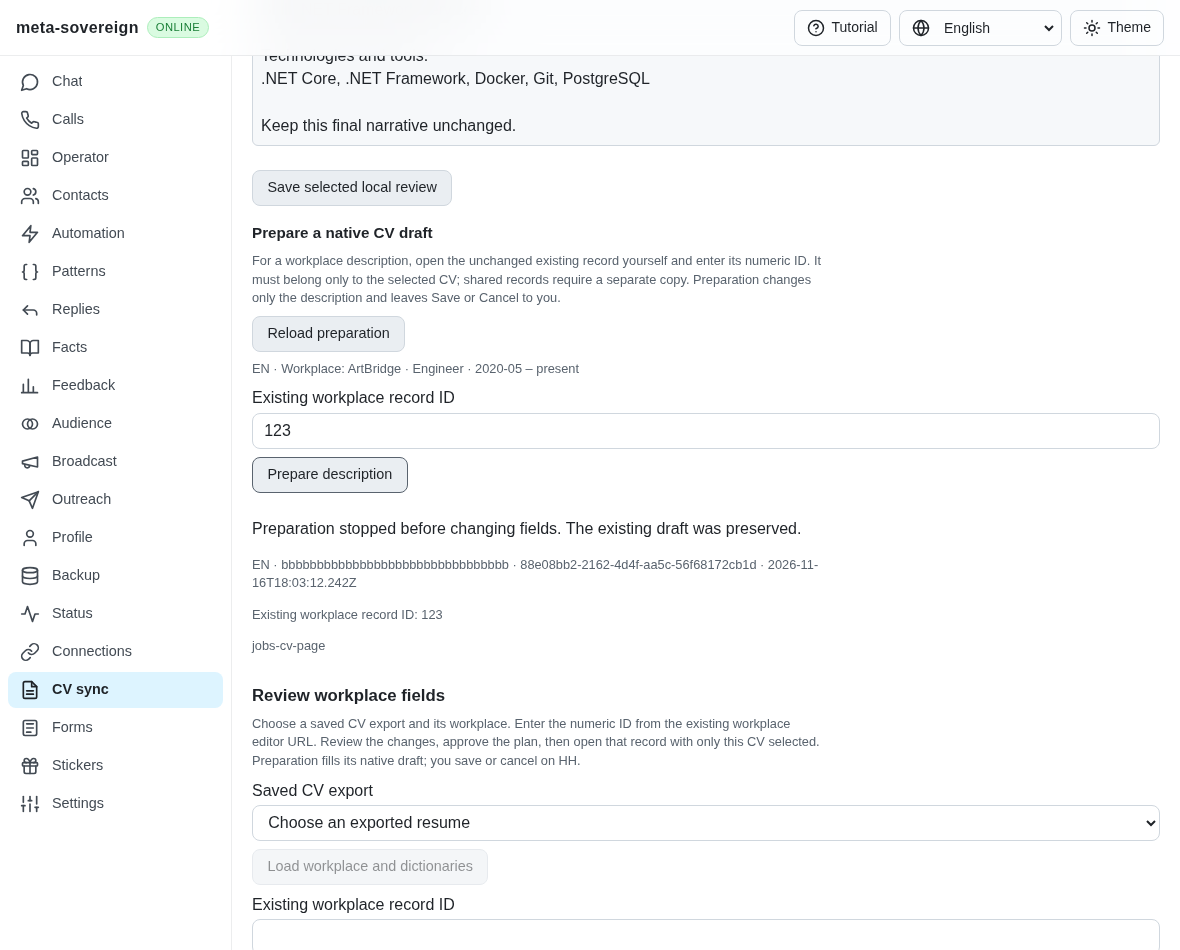 meta-sovereign ONLINE
Tutorial
English
Theme
Chat
Calls
Operator
Contacts
Automation
Patterns
Replies
Facts
Feedback
Audience
Broadcast
Outreach
Profile
Backup
Status
Connections
CV sync
Forms
Stickers
Settings
Technologies and tools:
.NET Core, .NET Framework, Docker, Git, PostgreSQL
Keep this final narrative unchanged.
Save selected local review
Prepare a native CV draft
For a workplace description, open the unchanged existing record yourself and enter its numeric ID. It
must belong only to the selected CV; shared records require a separate copy. Preparation changes
only the description and leaves Save or Cancel to you.
Reload preparation
EN · Workplace: ArtBridge · Engineer · 2020-05 – present
Existing workplace record ID
123
Prepare description
Preparation stopped before changing fields. The existing draft was preserved.
EN · bbbbbbbbbbbbbbbbbbbbbbbbbbbbbbbb · 88e08bb2-2162-4d4f-aa5c-56f68172cb1d · 2026-11-
16T18:03:12.242Z
Existing workplace record ID: 123
jobs-cv-page
Review workplace fields
Choose a saved CV export and its workplace. Enter the numeric ID from the existing workplace
editor URL. Review the changes, approve the plan, then open that record with only this CV selected.
Preparation fills its native draft; you save or cancel on HH.
Saved CV export
Choose an exported resume
Load workplace and dictionaries
Existing workplace record ID